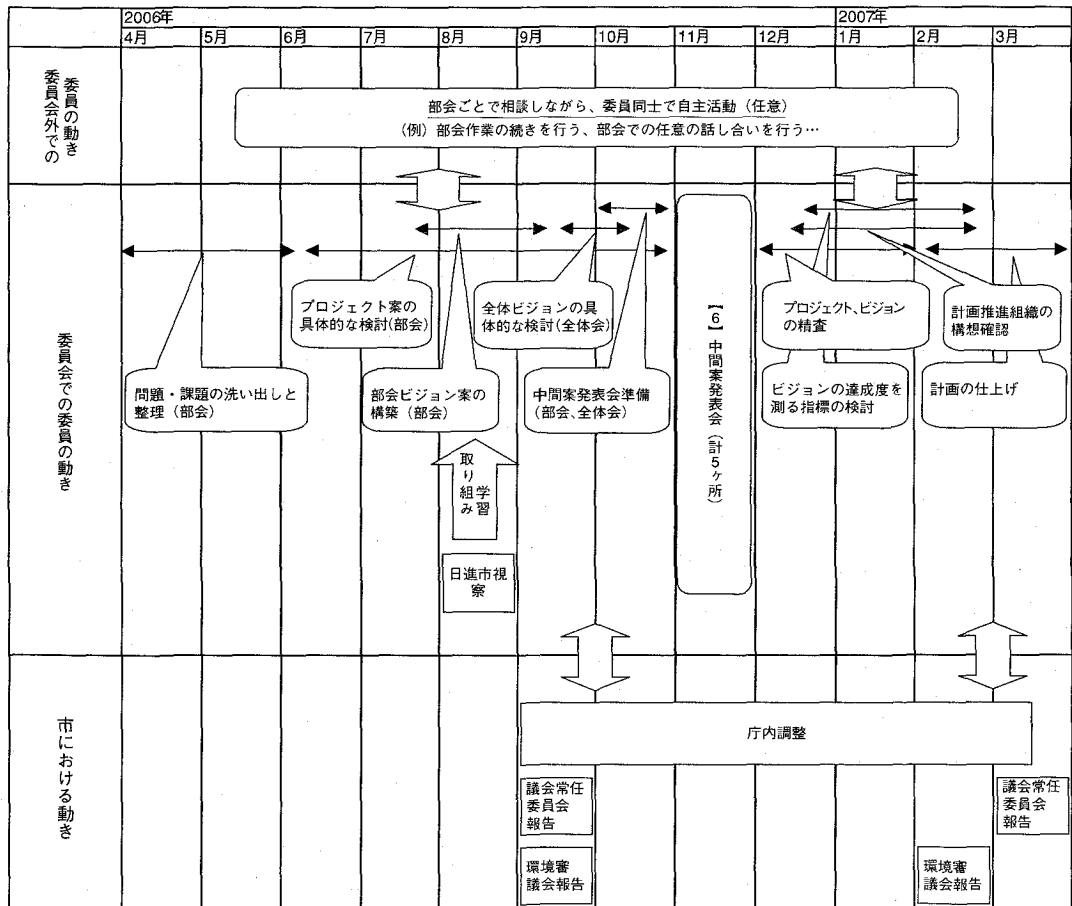 2006年
2007年
4月
5月
6月
7月
8月
9月
10月
11月
12月
1月
2月
3月
委員会外での
委員の動き
部会ごとで相談しながら、委員同士で自主活動（任意）
（例）部会作業の続きを行う、部会での任意の話し合いを行う…
委員会での委員の動き
問題・課題の洗い出しと
整理（部会）
プロジェクト案の
具体的な検討(部会)
部会ビジョン案の
構築（部会）
全体ビジョンの具
体的な検討(全体会)
中間案発表会準備
(部会、全体会)
【6】中間案発表会（計5ヶ所）
プロジェクト、ビジョン
の精査
ビジョンの達成度を
測る指標の検討
計画推進組織の
構想確認
計画の仕上げ
取り組み
学習
日進市視
察
市における動き
庁内調整
議会常任
委員会
報告
環境審
議会報告
環境審
議会報告
議会常任
委員会
報告